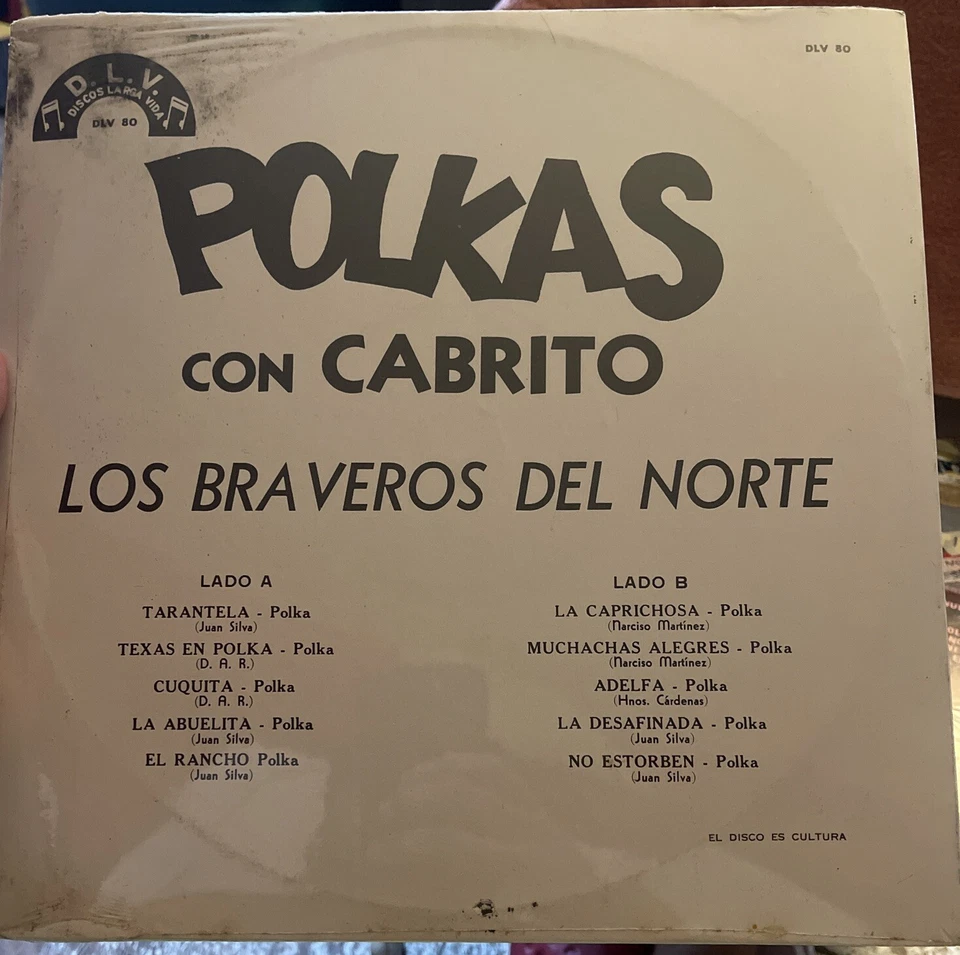 DLV 80
D. L. V.
DISCOS LARGA VIDA
DLV 80
POLKAS
CON CABRITO
LOS BRAVEROS DEL NORTE
LADO A
TARANTELA - Polka
(Juan Silva)
TEXAS EN POLKA - Polka
(D. A. R.)
CUQUITA - Polka
(D. A. R.)
LA ABUELITA - Polka
(Juan Silva)
EL RANCHO Polka
(Juan Silva)
LADO B
LA CAPRICHOSA - Polka
(Narciso Martínez)
MUCHACHAS ALEGRES - Polka
(Narciso Martínez)
ADELFA - Polka
(Hnos. Cárdenas)
LA DESAFINADA - Polka
(Juan Silva)
NO ESTORBEN - Polka
(Juan Silva)
EL DISCO ES CULTURA